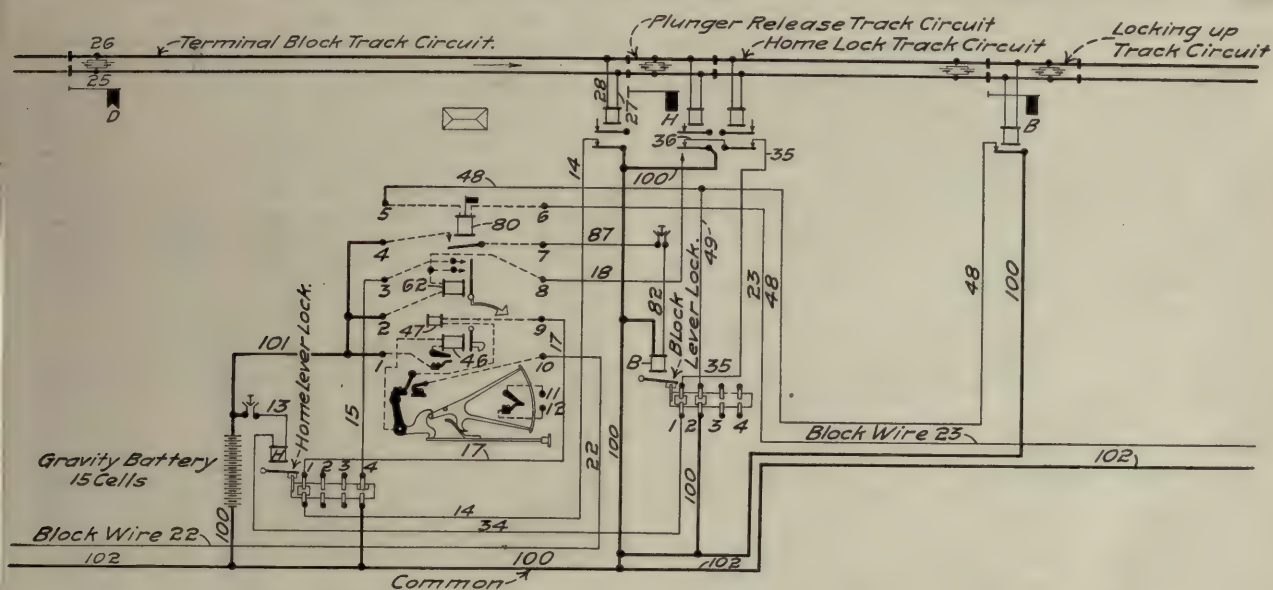 Plunger Release Track Circuit
Terminal Block Track Circuit.
Home Lock Track Circuit
Locking up
Track Circuit
26
25
D
28
27
H
B
36
35
14
100
48
5
6
80
4
7
87
49
3
8
18
62
2
23
48
48
100
82
Block
Lever Lock.
47
9
17
101
1
46
10
B
35
Home Lever Lock.
11
12
13
15
H
17
22
100
1 2 3 4
1 2 3 4
Block Wire 23
102
Gravity Battery
15 Cells
100
14
34
100
Block Wire 22
102
100
102
Common